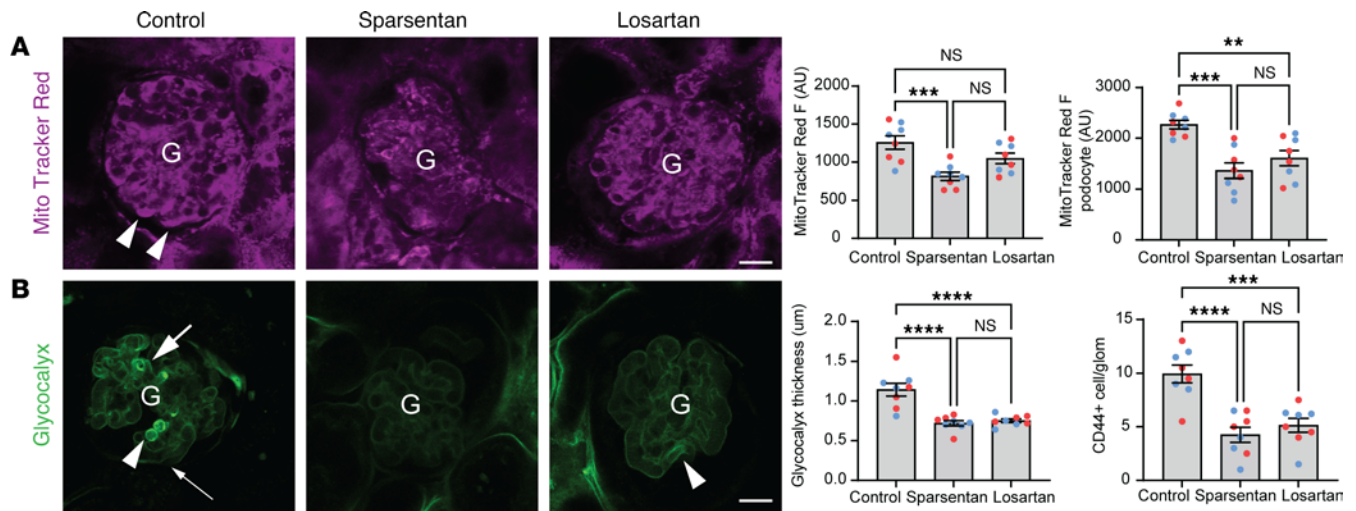 Control Sparsentan Losartan
A
Mito Tracker Red
G G G
MitoTracker Red F (AU)
2000
1500
1000
500
0
NS
*** NS
Control Sparsentan Losartan
MitoTracker Red F
podocyte (AU)
3000
2000
1000
0
**
*** NS
Control Sparsentan Losartan
B
Glycocalyx
G G G
Glycocalyx thickness (um)
2.0
1.5
1.0
0.5
0.0
****
**** NS
Control Sparsentan Losartan
CD44+ cell/glom
15
10
5
0
***
**** NS
Control Sparsentan Losartan